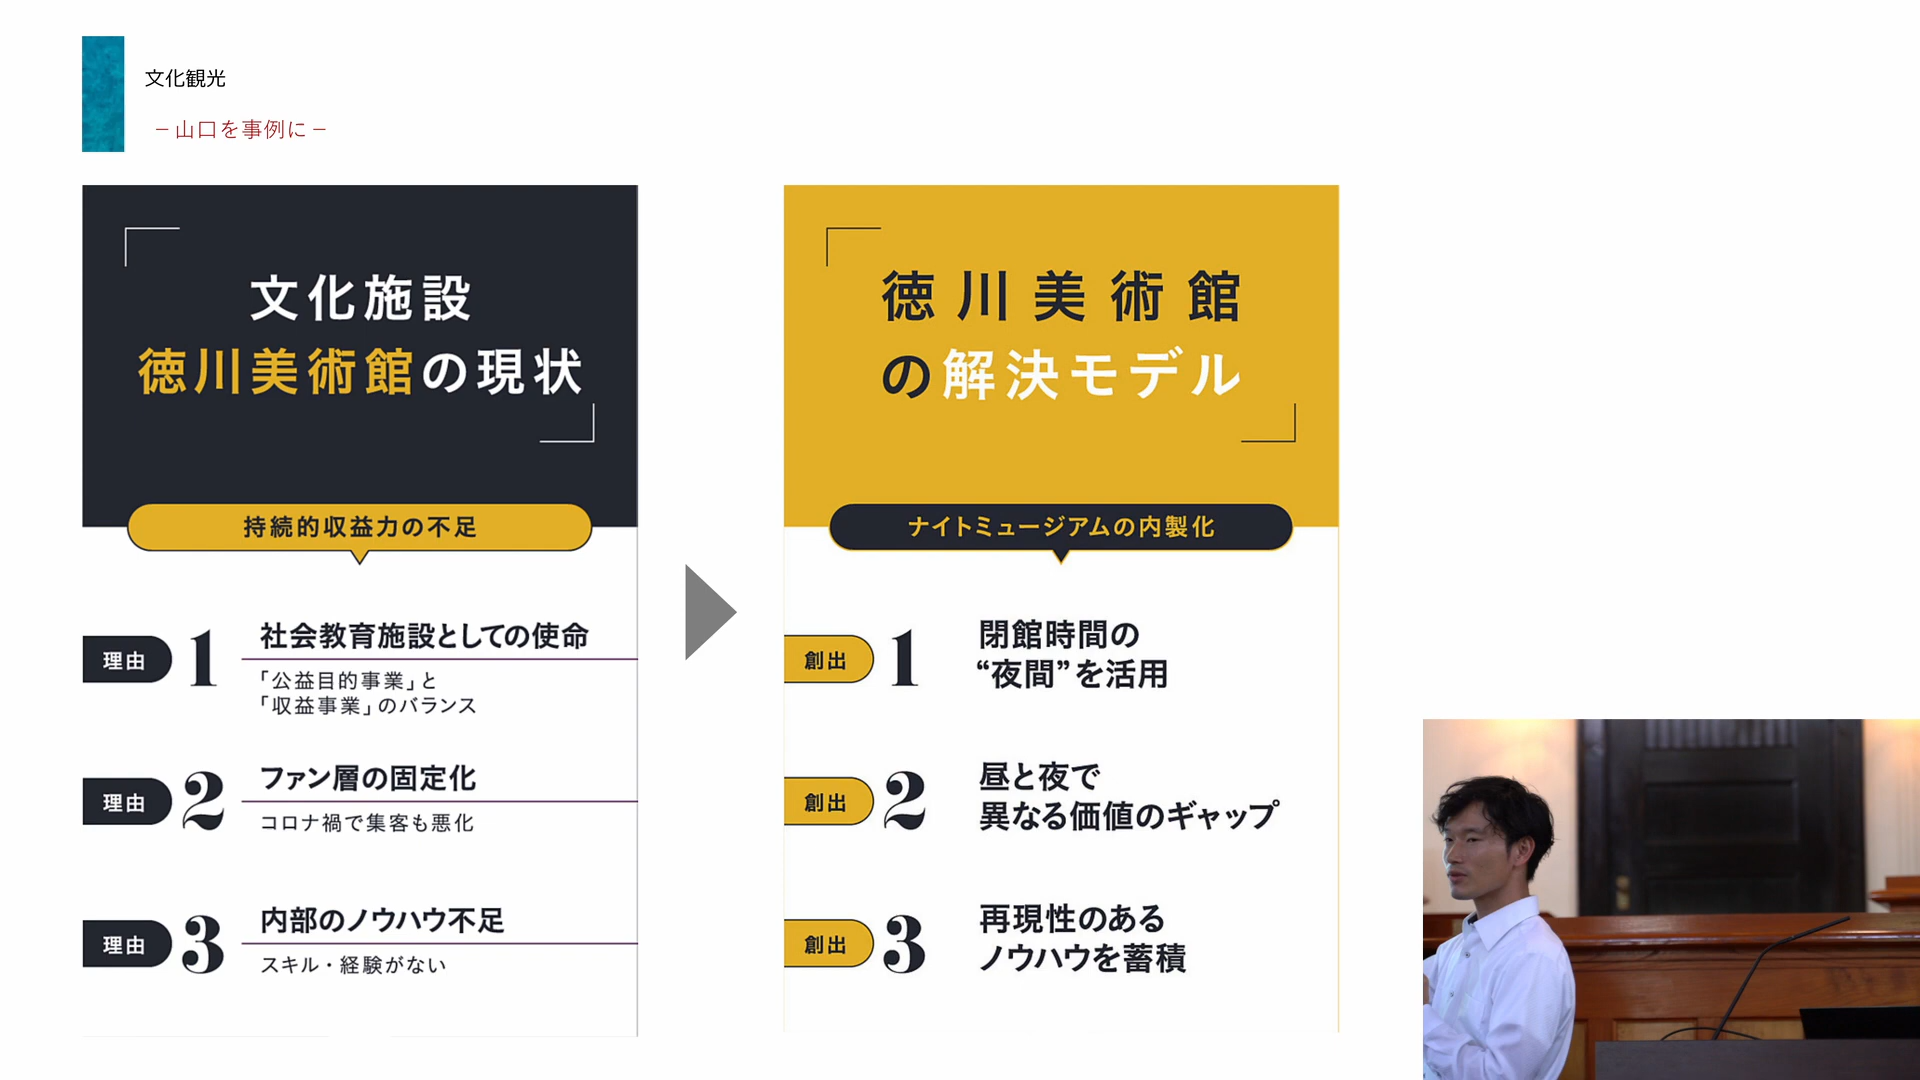 文化観光
－山口を事例に－
文化施設
徳川美術館の現状
持続的収益力の不足
理由 1 社会教育施設としての使命
「公益目的事業」と
「収益事業」のバランス
理由 2 ファン層の固定化
コロナ禍で集客も悪化
理由 3 内部のノウハウ不足
スキル・経験がない
徳川美術館
の解決モデル
ナイトミュージアムの内製化
創出 1 閉館時間の
“夜間”を活用
創出 2 昼と夜で
異なる価値のギャップ
創出 3 再現性のある
ノウハウを蓄積